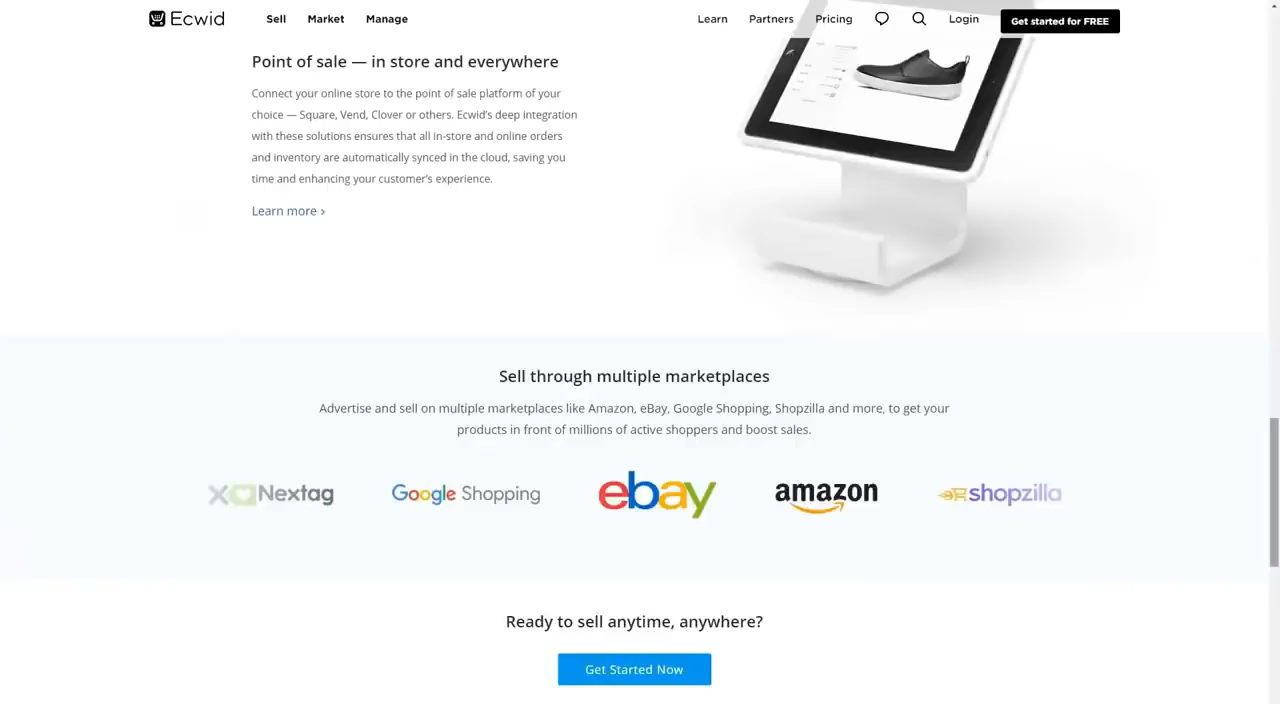 Ecwid
Sell Market Manage Learn Partners Pricing Login Get started for FREE
Point of sale — in store and everywhere
Connect your online store to the point of sale platform of your
choice — Square, Vend, Clover or others. Ecwid’s deep integration
with these solutions ensures that all in-store and online orders
and inventory are automatically synced in the cloud, saving you
time and enhancing your customer’s experience.
Learn more ›
Sell through multiple marketplaces
Advertise and sell on multiple marketplaces like Amazon, eBay, Google Shopping, Shopzilla and more, to get your
products in front of millions of active shoppers and boost sales.
Nextag Google Shopping ebay amazon shopzilla
Ready to sell anytime, anywhere?
Get Started Now